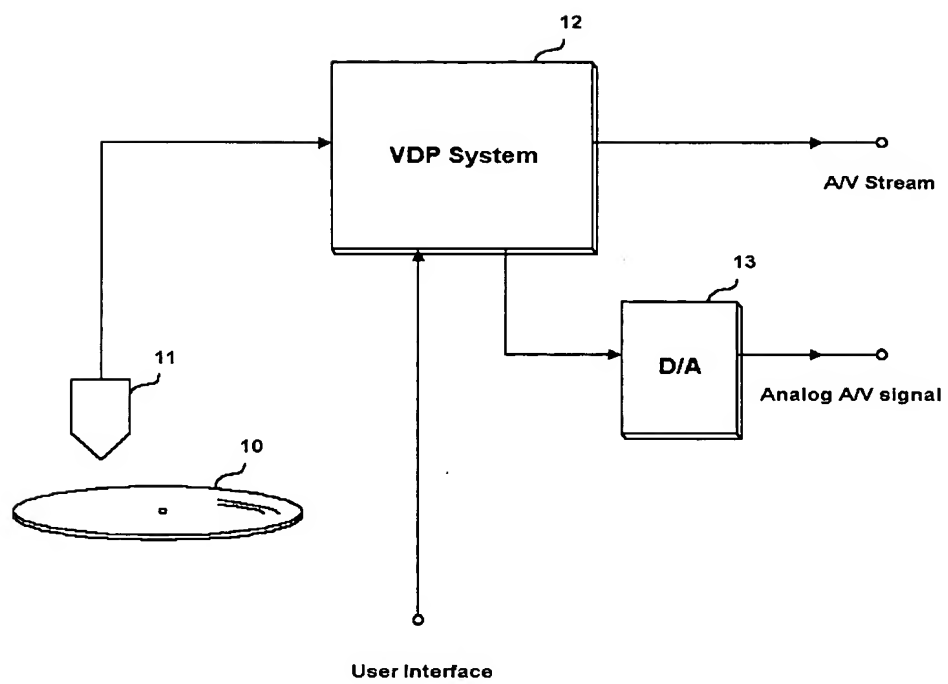 12
VDP System
A/V Stream
13
D/A
Analog A/V signal
11
10
User Interface